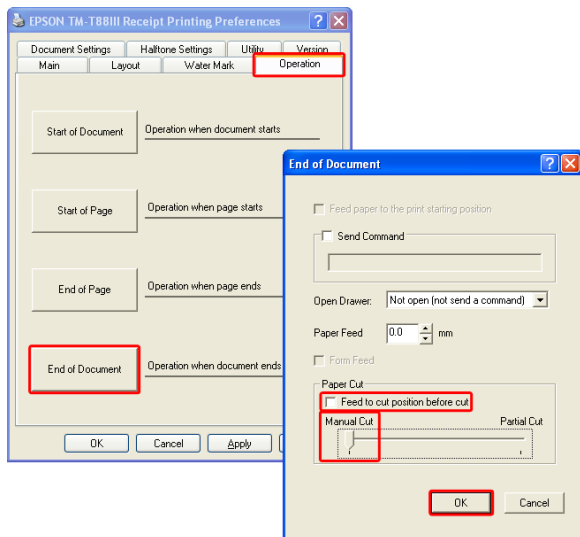 EPSON TM-T88III Receipt Printing Preferences
Document Settings Halftone Settings Utility Version
Main Layout Water Mark Operation
Start of Document Operation when document starts
Start of Page Operation when page starts
End of Page Operation when page ends
End of Document Operation when document ends
OK Cancel Apply
End of Document
Feed paper to the print starting position
Send Command
Open Drawer: Not open (not send a command)
Paper Feed 0.0 mm
Form Feed
Paper Cut
Feed to cut position before cut
Manual Cut Partial Cut
OK Cancel